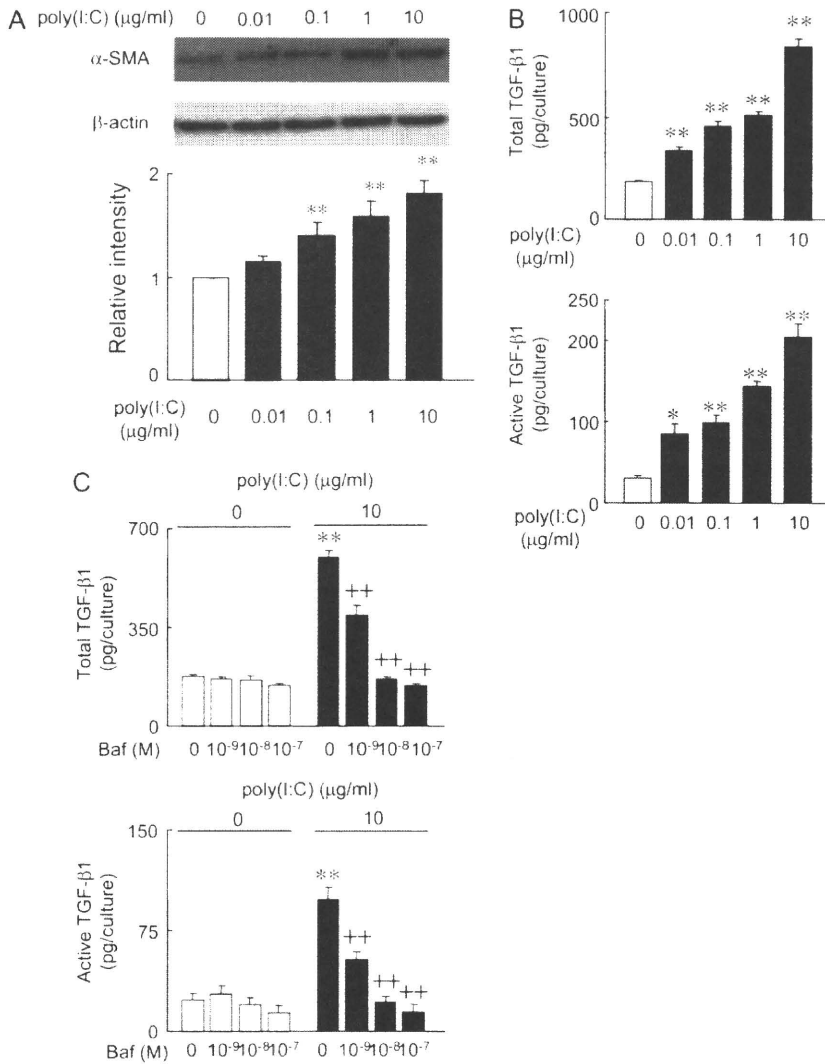 A
poly(I:C) (μg/ml) 0 0.01 0.1 1 10
α-SMA
β-actin
Relative intensity
2
1
0
** ** **
poly(I:C) (μg/ml) 0 0.01 0.1 1 10
B
Total TGF-β1 (pg/culture)
1000
500
0
** ** ** **
poly(I:C) (μg/ml) 0 0.01 0.1 1 10
Active TGF-β1 (pg/culture)
250
200
100
0
* ** ** **
poly(I:C) (μg/ml) 0 0.01 0.1 1 10
C
poly(I:C) (μg/ml)
0 10
Total TGF-β1 (pg/culture)
700
350
0
** ++ ++ ++
Baf (M) 0 10⁻⁹ 10⁻⁸ 10⁻⁷ 0 10⁻⁹ 10⁻⁸ 10⁻⁷
poly(I:C) (μg/ml)
0 10
Active TGF-β1 (pg/culture)
150
75
0
** ++ ++ ++
Baf (M) 0 10⁻⁹ 10⁻⁸ 10⁻⁷ 0 10⁻⁹ 10⁻⁸ 10⁻⁷